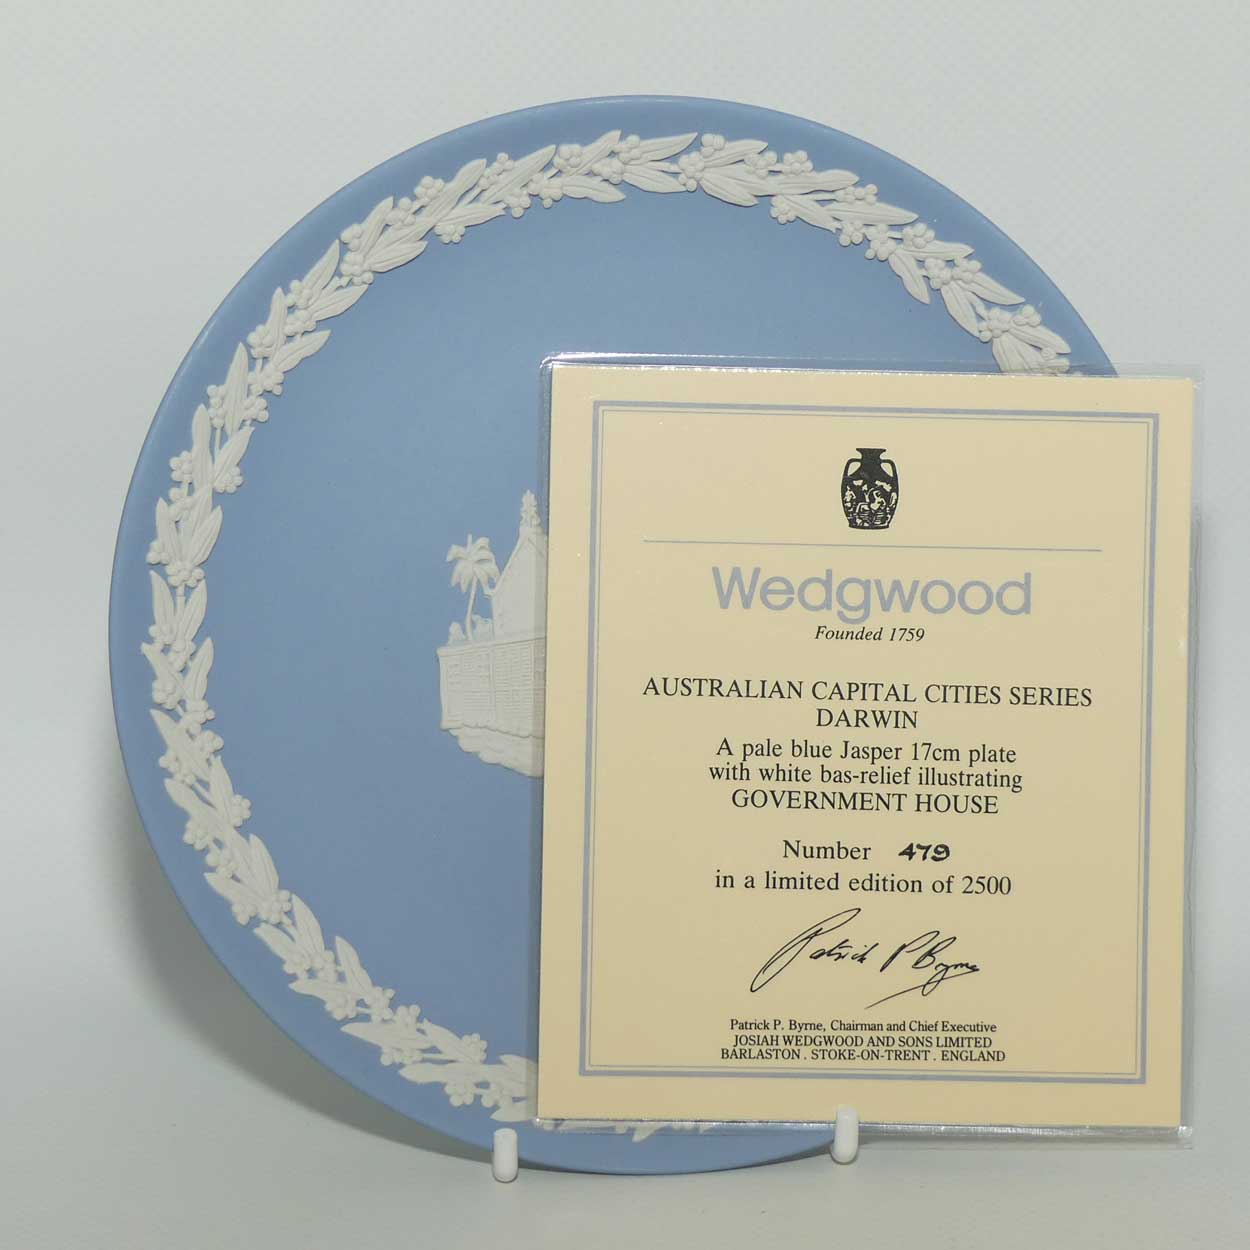 Wedgwood
Founded 1759
AUSTRALIAN CAPITAL CITIES SERIES
DARWIN
A pale blue Jasper 17cm plate
with white bas-relief illustrating
GOVERNMENT HOUSE
Number 479
in a limited edition of 2500
Patrick P Byrne
Patrick P. Byrne, Chairman and Chief Executive
JOSIAH WEDGWOOD AND SONS LIMITED
BARLASTON . STOKE-ON-TRENT . ENGLAND